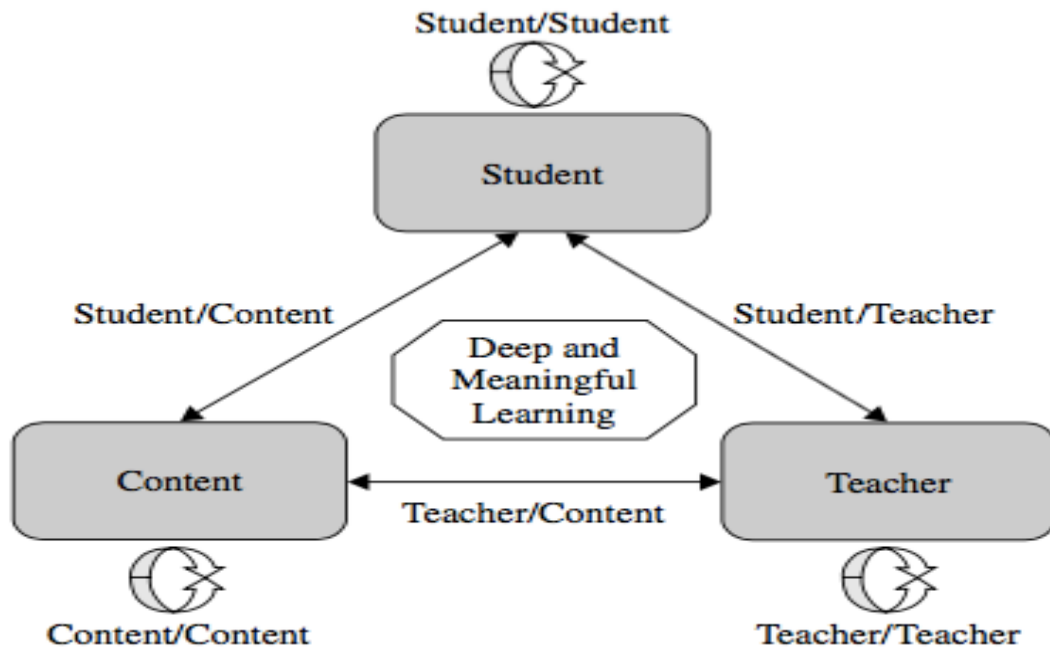 Student/Student
Student
Student/Content
Student/Teacher
Deep and
Meaningful
Learning
Content
Teacher
Teacher/Content
Content/Content
Teacher/Teacher